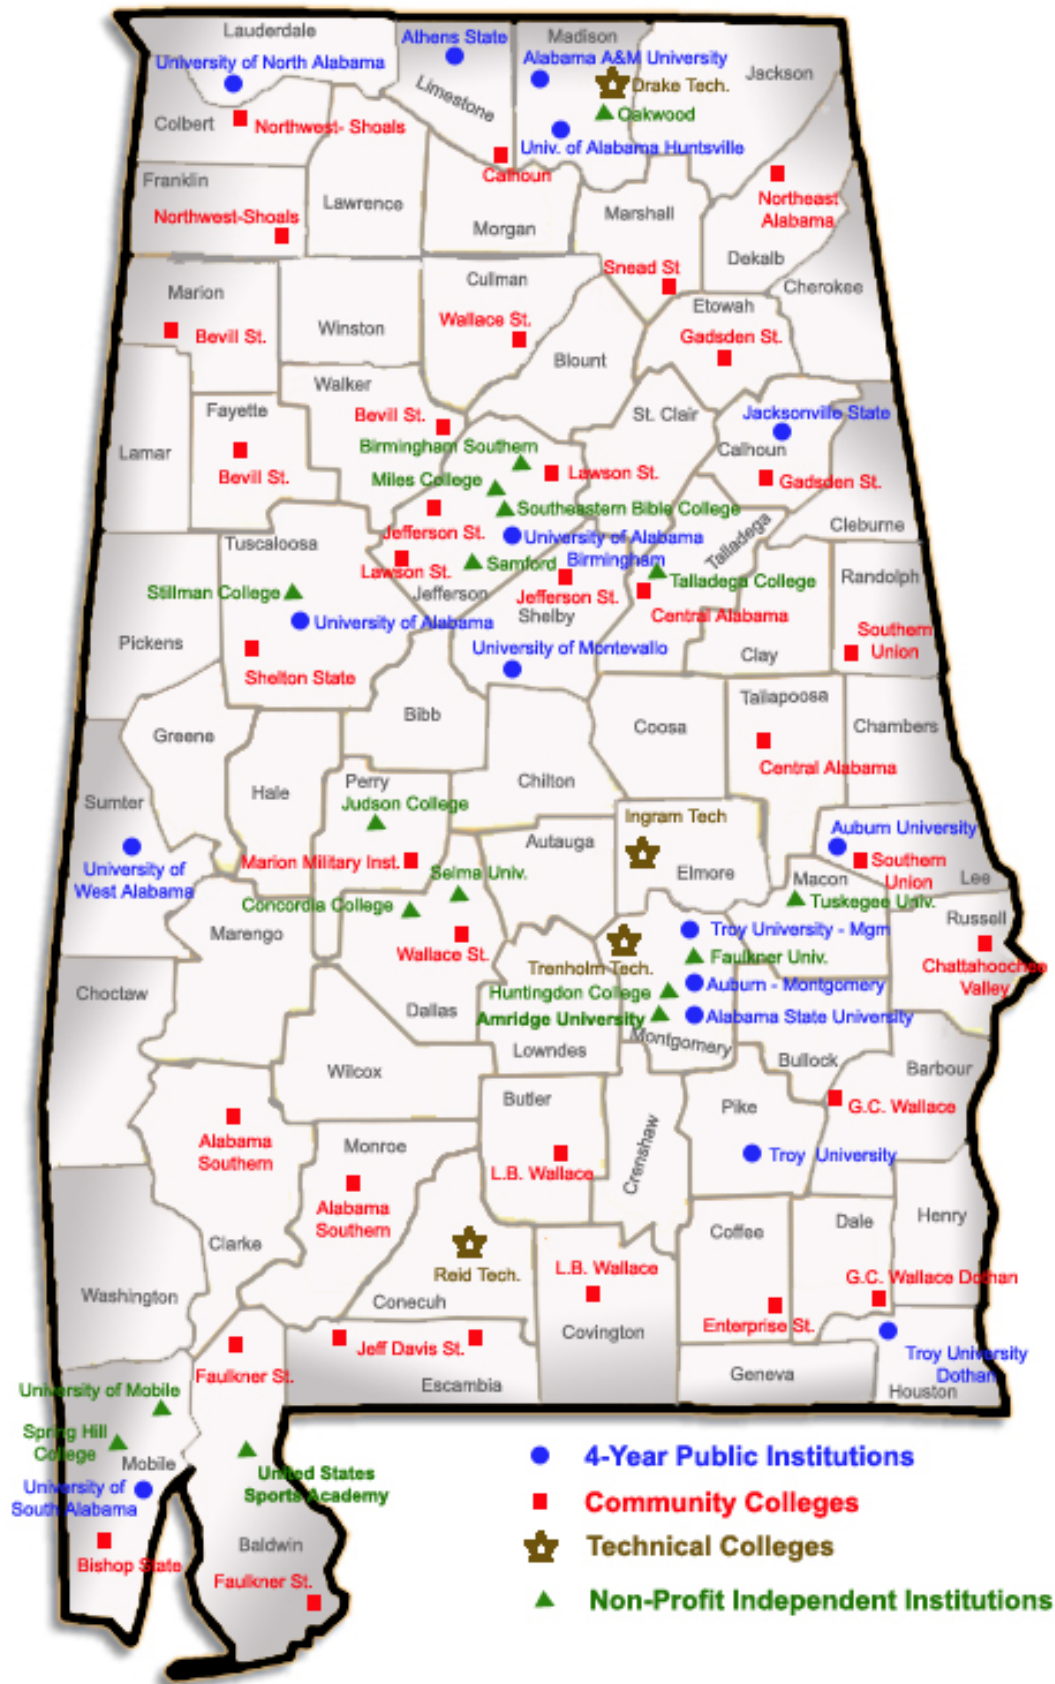 Lauderdale
Athens State
Madison
University of North Alabama
Alabama A&M University
Jackson
Limestone
Drake Tech.
Colbert
Northwest- Shoals
Oakwood
Univ. of Alabama Huntsville
Calhoun
Franklin
Lawrence
Northeast
Alabama
Northwest-Shoals
Morgan
Marshall
Dekalb
Snead St
Cullman
Cherokee
Marion
Etowah
Wallace St.
Winston
Bevill St.
Gadsden St.
Blount
Walker
Fayette
Bevill St.
St. Clair
Jacksonville State
Lamar
Birmingham Southern
Calhoun
Bevill St.
Miles College
Lawson St.
Gadsden St.
Southeastern Bible College
Jefferson St.
Talladega
Cleburne
Tuscaloosa
University of Alabama
Birmingham
Lawson St.
Samford
Talladega College
Randolph
Stillman College
Jefferson
Jefferson St.
Shelby
Central Alabama
University of Alabama
Southern
Union
Pickens
University of Montevallo
Clay
Shelton State
Tallapoosa
Bibb
Coosa
Chambers
Greene
Central Alabama
Perry
Chilton
Hale
Sumter
Judson College
Ingram Tech
Auburn University
Autauga
University of
West Alabama
Marion Military Inst.
Selma Univ.
Elmore
Southern
Union
Lee
Macon
Concordia College
Tuskegee Univ.
Russell
Marengo
Troy University - Mgm
Wallace St.
Faulkner Univ.
Trenholm Tech.
Chattahoochee
Valley
Choctaw
Huntingdon College
Auburn - Montgomery
Dallas
Amridge University
Alabama State University
Montgomery
Lowndes
Bullock
Barbour
Wilcox
Butler
Pike
G.C. Wallace
Alabama
Southern
Monroe
Crenshaw
Troy University
L.B. Wallace
Alabama
Southern
Henry
Coffee
Dale
Clarke
Reid Tech.
L.B. Wallace
G.C. Wallace Dothan
Washington
Conecuh
Enterprise St.
Covington
Jeff Davis St.
Troy University
Dothan
Faulkner St.
Geneva
Escambia
Houston
University of Mobile
Spring Hill
College
Mobile
4-Year Public Institutions
United States
Sports Academy
University of
South Alabama
Community Colleges
Baldwin
Technical Colleges
Bishop State
Faulkner St.
Non-Profit Independent Institutions